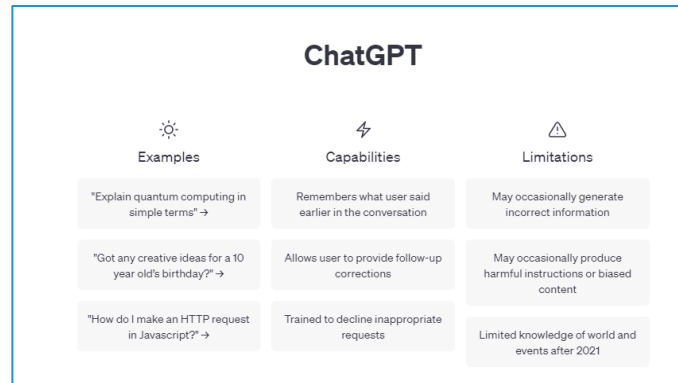 ChatGPT
Examples
"Explain quantum computing in
simple terms" →
"Got any creative ideas for a 10
year old's birthday?" →
"How do I make an HTTP request
in Javascript?" →
Capabilities
Remembers what user said
earlier in the conversation
Allows user to provide follow-up
corrections
Trained to decline inappropriate
requests
Limitations
May occasionally generate
incorrect information
May occasionally produce
harmful instructions or biased
content
Limited knowledge of world and
events after 2021